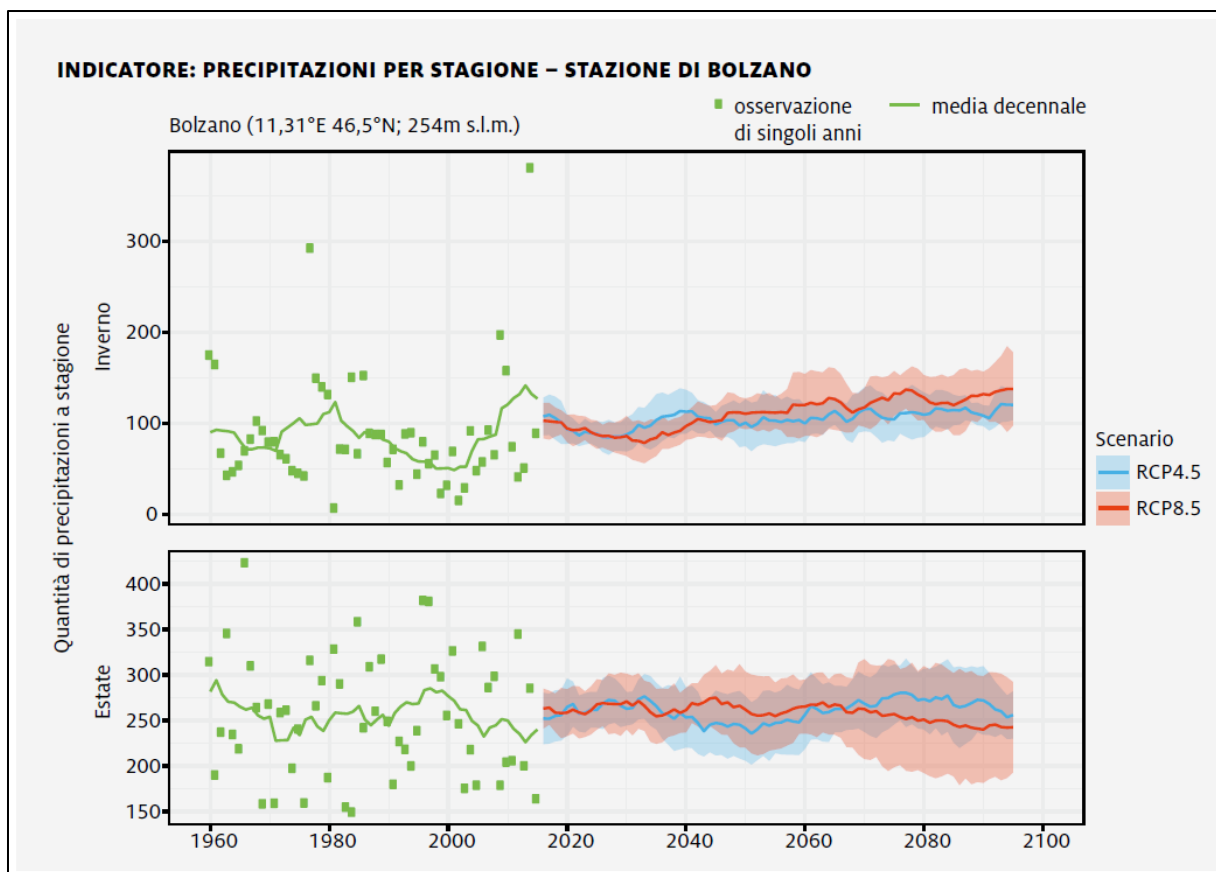 INDICATORE: PRECIPITAZIONI PER STAGIONE – STAZIONE DI BOLZANO
Bolzano (11,31°E 46,5°N; 254m s.l.m.)
osservazione
di singoli anni
media decennale
Quantità di precipitazioni a stagione
Inverno
300
200
100
0
Estate
400
350
300
250
200
150
1960
1980
2000
2020
2040
2060
2080
2100
Scenario
RCP4.5
RCP8.5